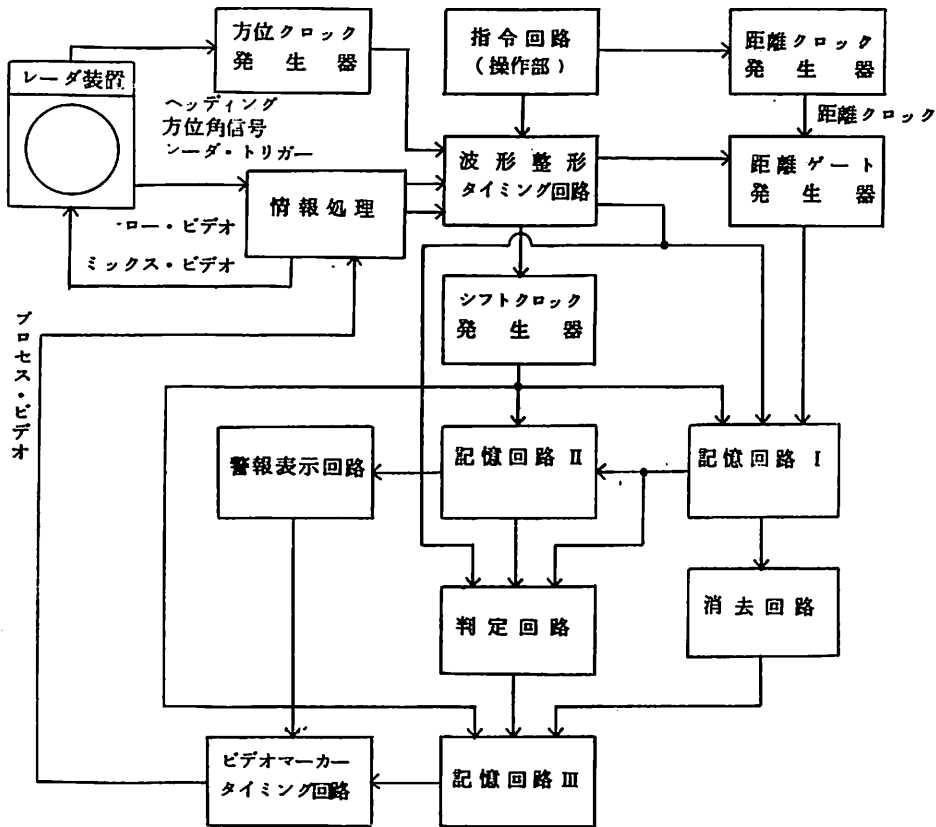 方位クロック
発生器
指令回路
（操作部）
距離クロック
発生器
レーダ装置
ヘッディング
方位角信号
レーダ・トリガー
距離クロック
波形整形
タイミング回路
距離ゲート
発生器
情報処理
ロー・ビデオ
ミックス・ビデオ
シフトクロック
発生器
プロセス・ビデオ
警報表示回路
記憶回路 II
記憶回路 I
判定回路
消去回路
ビデオマーカー
タイミング回路
記憶回路 III